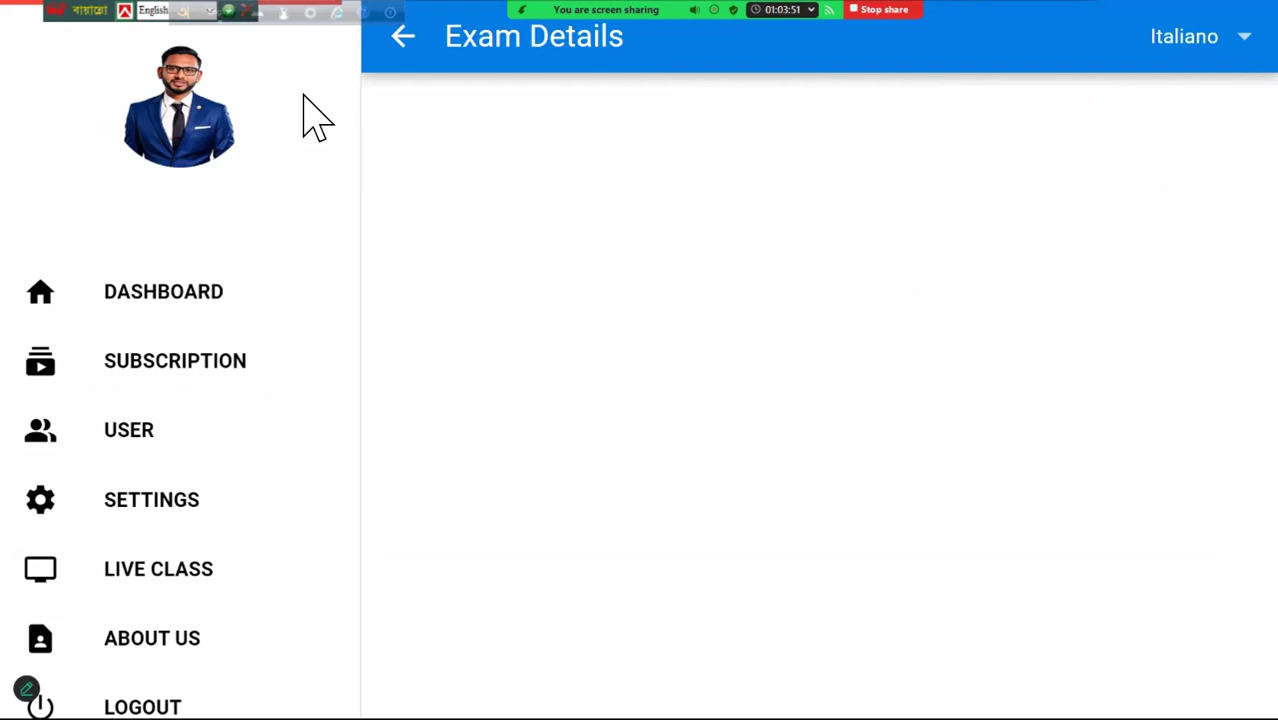 বায়ান্নো English
You are screen sharing 01:03:51 Stop share
Exam Details
Italiano
DASHBOARD
SUBSCRIPTION
USER
SETTINGS
LIVE CLASS
ABOUT US
LOGOUT